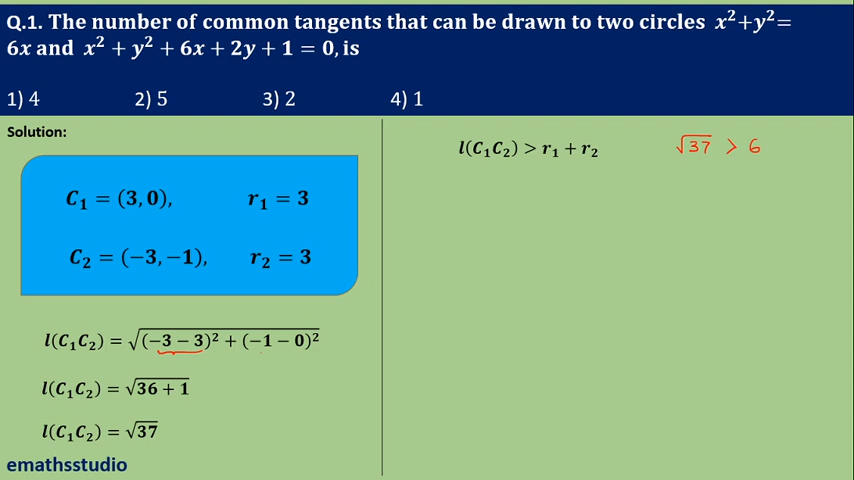 Q.1. The number of common tangents that can be drawn to two circles x²+y²=
6x and x² + y² + 6x + 2y + 1 = 0, is
1) 4 2) 5 3) 2 4) 1
Solution:
C₁ = (3, 0), r₁ = 3
C₂ = (−3, −1), r₂ = 3
l(C₁C₂) = √((−3 − 3)² + (−1 − 0)²)
l(C₁C₂) = √(36 + 1)
l(C₁C₂) = √37
emathsstudio
l(C₁C₂) > r₁ + r₂ √37 > 6